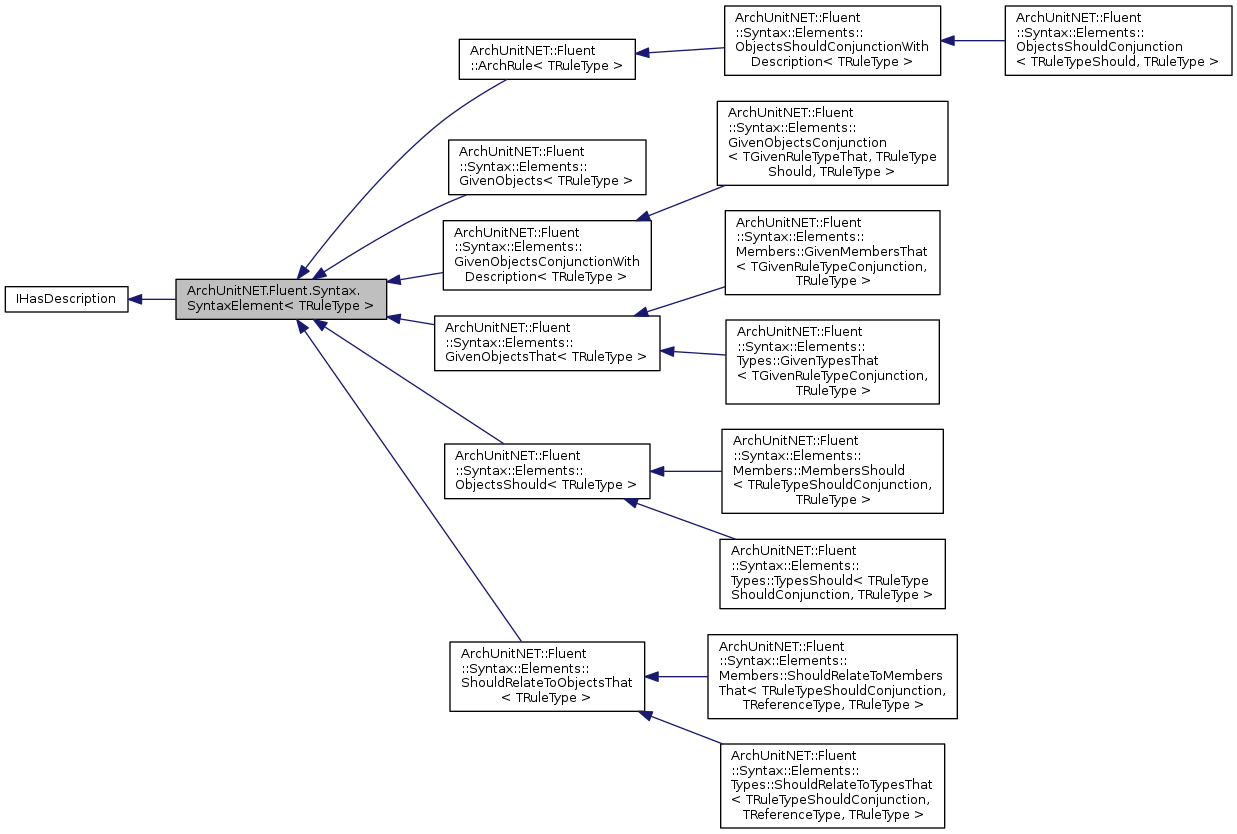 IHasDescription
ArchUnitNET.Fluent.Syntax.
SyntaxElement< TRuleType >
ArchUnitNET::Fluent
::ArchRule< TRuleType >
ArchUnitNET::Fluent
::Syntax::Elements::
ObjectsShouldConjunctionWith
Description< TRuleType >
ArchUnitNET::Fluent
::Syntax::Elements::
ObjectsShouldConjunction
< TRuleTypeShould, TRuleType >
ArchUnitNET::Fluent
::Syntax::Elements::
GivenObjects< TRuleType >
ArchUnitNET::Fluent
::Syntax::Elements::
GivenObjectsConjunctionWith
Description< TRuleType >
ArchUnitNET::Fluent
::Syntax::Elements::
GivenObjectsConjunction
< TGivenRuleTypeThat, TRuleType
Should, TRuleType >
ArchUnitNET::Fluent
::Syntax::Elements::
GivenObjectsThat< TRuleType >
ArchUnitNET::Fluent
::Syntax::Elements::
Members::GivenMembersThat
< TGivenRuleTypeConjunction,
TRuleType >
ArchUnitNET::Fluent
::Syntax::Elements::
Types::GivenTypesThat
< TGivenRuleTypeConjunction,
TRuleType >
ArchUnitNET::Fluent
::Syntax::Elements::
ObjectsShould< TRuleType >
ArchUnitNET::Fluent
::Syntax::Elements::
Members::MembersShould
< TRuleTypeShouldConjunction,
TRuleType >
ArchUnitNET::Fluent
::Syntax::Elements::
Types::TypesShould< TRuleType
ShouldConjunction, TRuleType >
ArchUnitNET::Fluent
::Syntax::Elements::
ShouldRelateToObjectsThat
< TRuleType >
ArchUnitNET::Fluent
::Syntax::Elements::
Members::ShouldRelateToMembers
That< TRuleTypeShouldConjunction,
TReferenceType, TRuleType >
ArchUnitNET::Fluent
::Syntax::Elements::
Types::ShouldRelateToTypesThat
< TRuleTypeShouldConjunction,
TReferenceType, TRuleType >